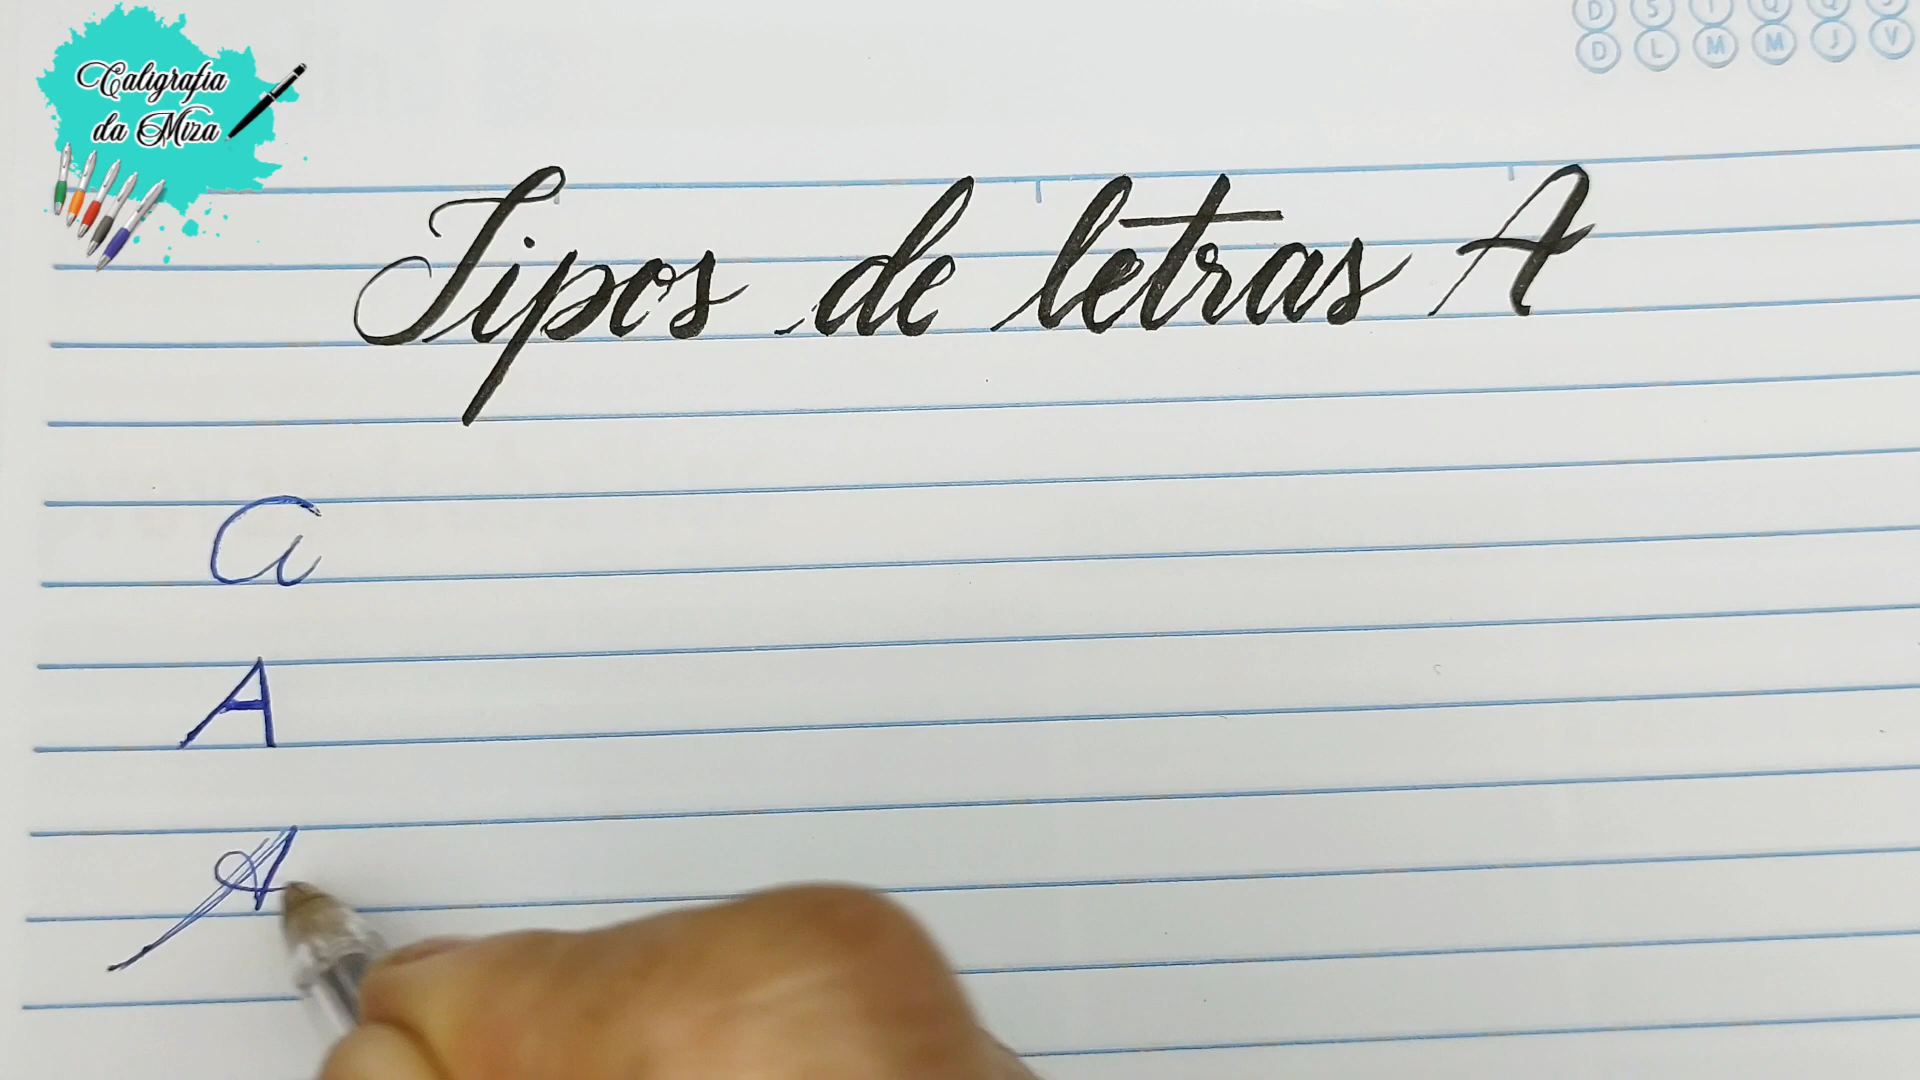 Caligrafia
da Miza
D S T Q Q S
D L M M J V
Tipos de letras A
a
A
A